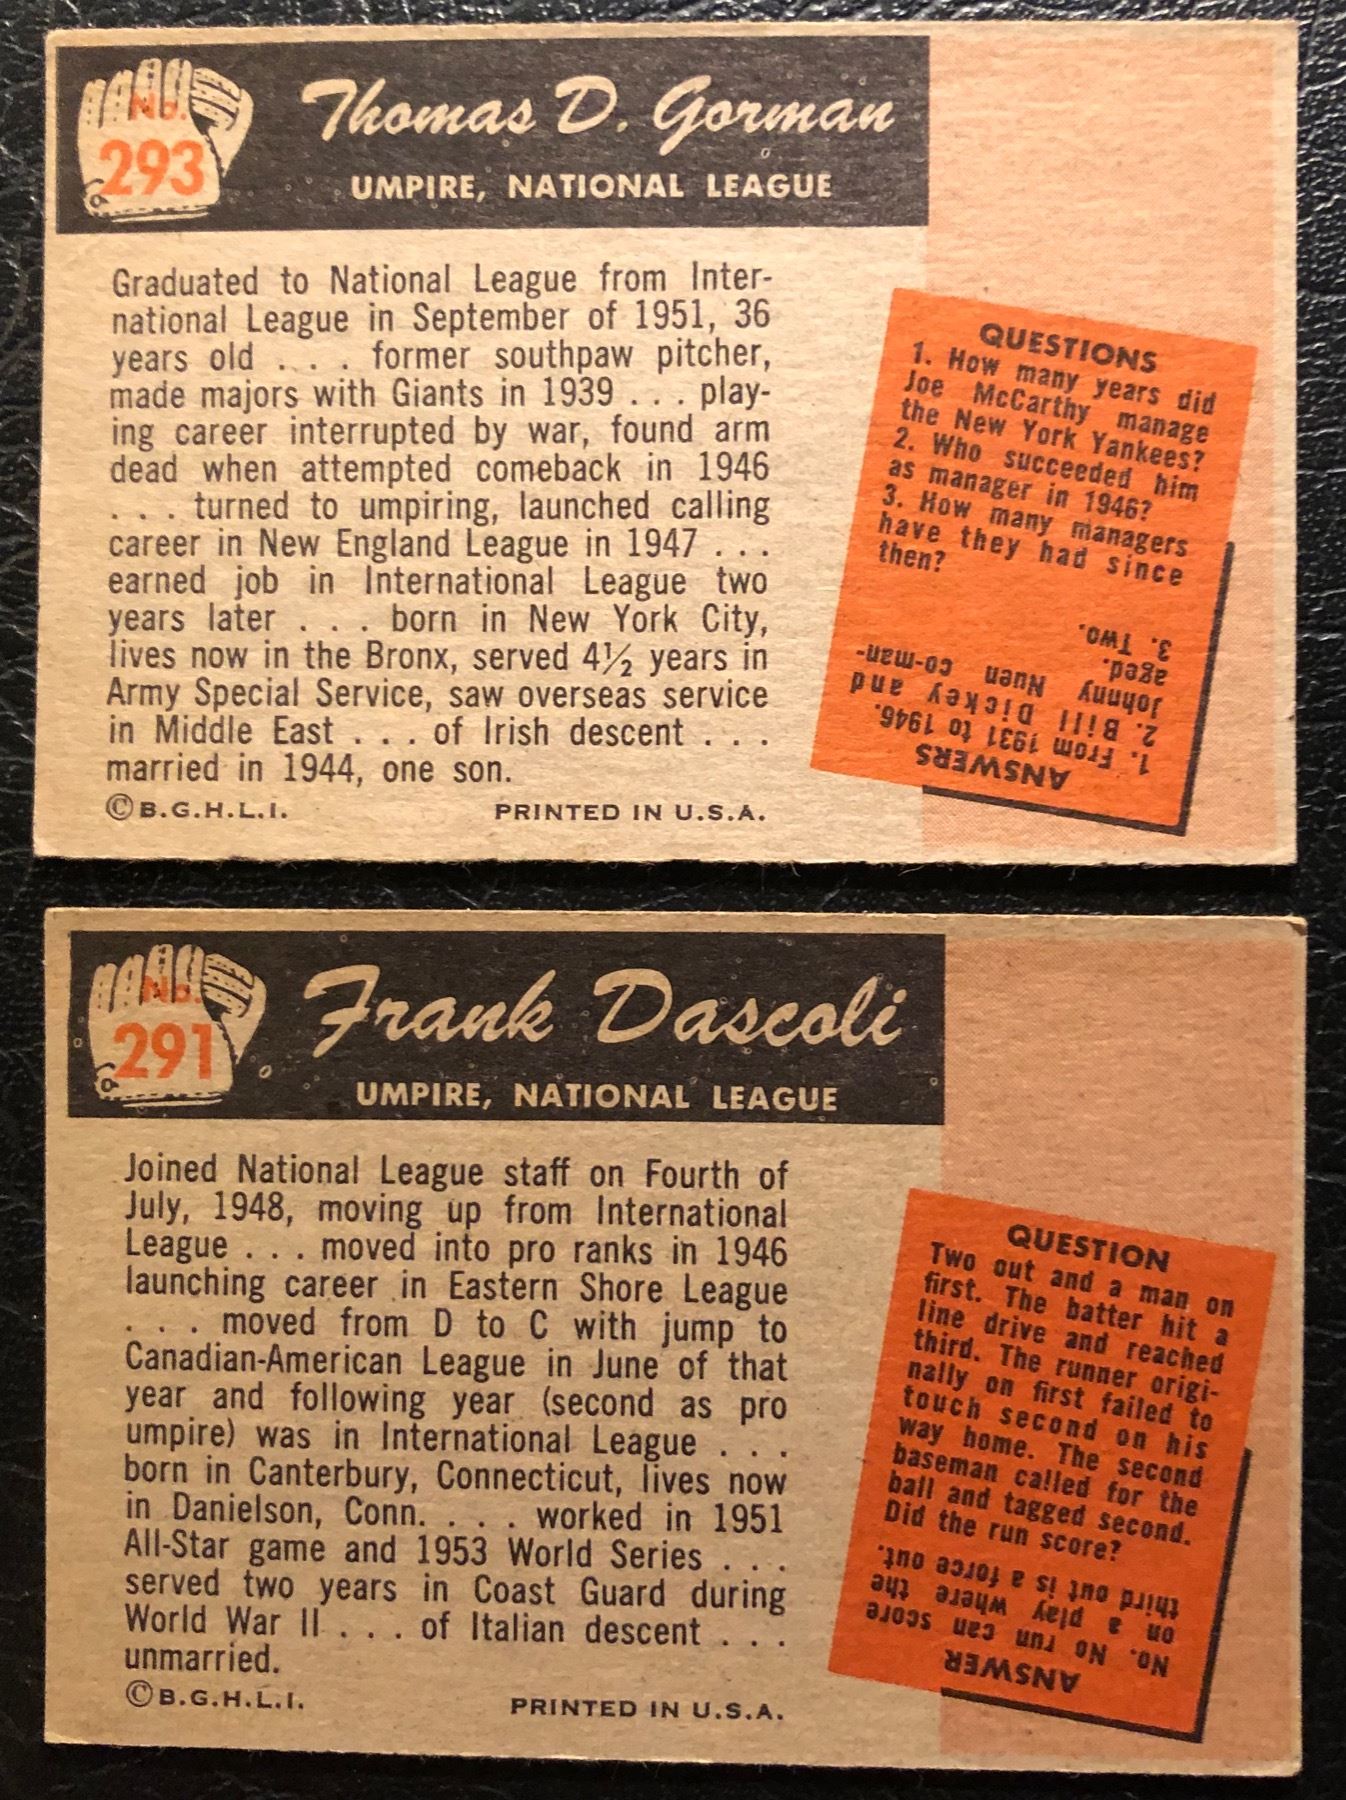 No.
293
Thomas D. Gorman
UMPIRE, NATIONAL LEAGUE
Graduated to National League from Inter-
national League in September of 1951, 36
years old . . . former southpaw pitcher,
made majors with Giants in 1939 . . . play-
ing career interrupted by war, found arm
dead when attempted comeback in 1946
. . . turned to umpiring, launched calling
career in New England League in 1947 . . .
earned job in International League two
years later . . . born in New York City,
lives now in the Bronx, served 4½ years in
Army Special Service, saw overseas service
in Middle East . . . of Irish descent . . .
married in 1944, one son.
©B.G.H.L.I. PRINTED IN U.S.A.
QUESTIONS
1. How many years did
Joe McCarthy manage
the New York Yankees?
2. Who succeeded him
as manager in 1946?
3. How many managers
have they had since
then?
ANSWERS
1. From 1931 to 1946.
2. Bill Dickey and
Johnny Nuen co-man-
aged.
3. Two.
No.
291
Frank Dascoli
UMPIRE, NATIONAL LEAGUE
Joined National League staff on Fourth of
July, 1948, moving up from International
League . . . moved into pro ranks in 1946
launching career in Eastern Shore League
. . . moved from D to C with jump to
Canadian-American League in June of that
year and following year (second as pro
umpire) was in International League . . .
born in Canterbury, Connecticut, lives now
in Danielson, Conn. . . . worked in 1951
All-Star game and 1953 World Series . . .
served two years in Coast Guard during
World War II . . . of Italian descent . . .
unmarried.
©B.G.H.L.I. PRINTED IN U.S.A.
QUESTION
Two out and a man on
first. The batter hit a
line drive and reached
third. The runner origi-
nally on first failed to
touch second on his
way home. The second
baseman called for the
ball and tagged second.
Did the run score?
ANSWER
No. No run can score
on a play where the
third out is a force out.